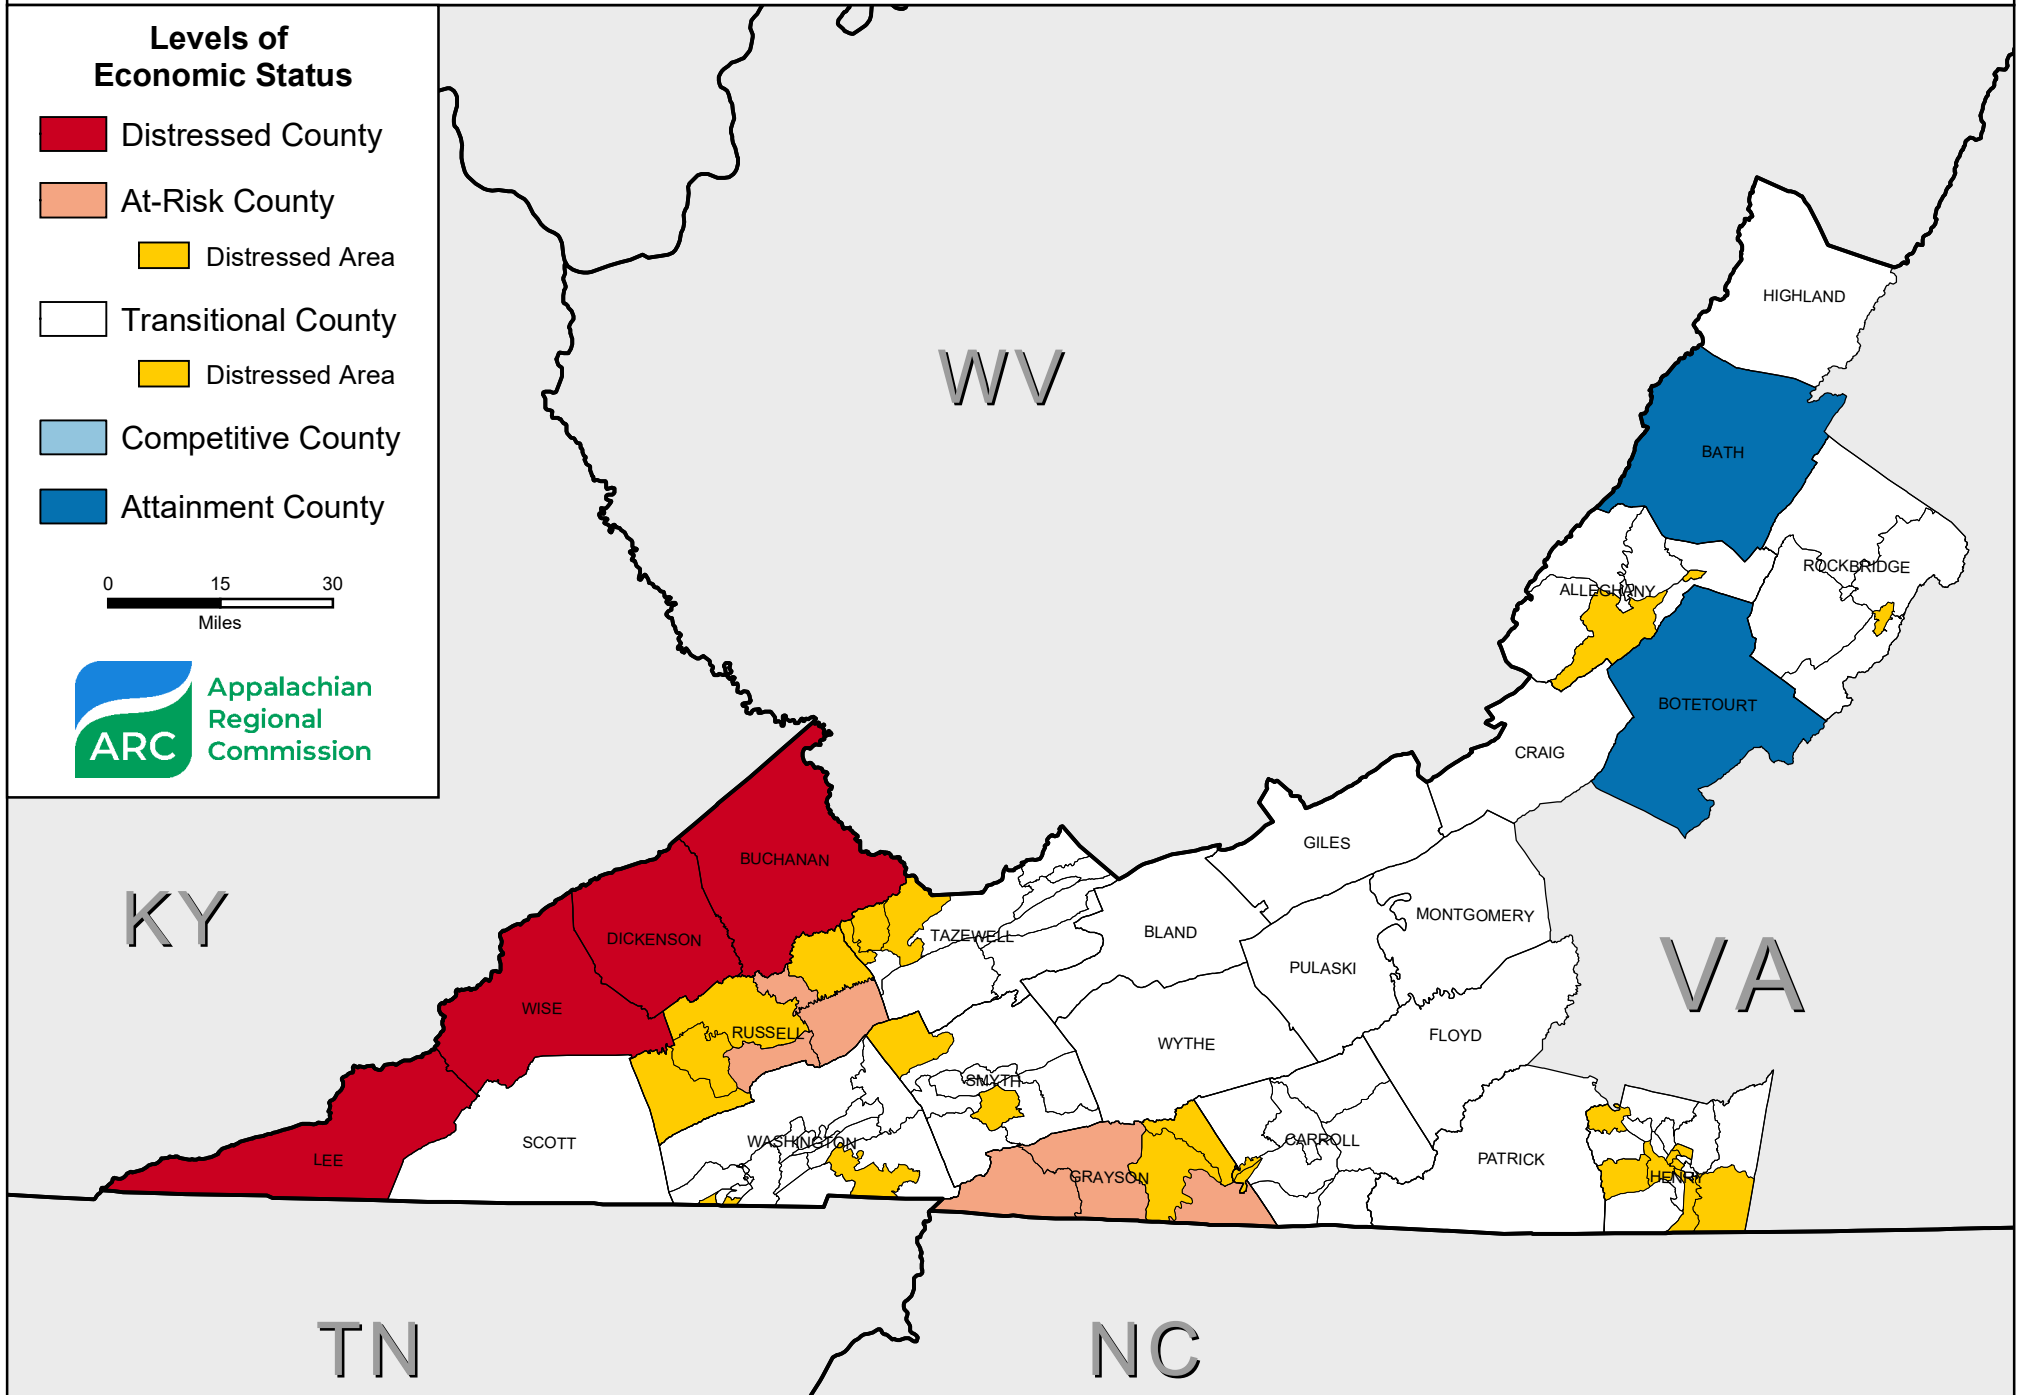 Levels of
Economic Status
Distressed County
At-Risk County
Distressed Area
Transitional County
Distressed Area
Competitive County
Attainment County
0 15 30
Miles
ARC
Appalachian
Regional
Commission
WV
KY
VA
TN
NC
HIGHLAND
BATH
ROCKBRIDGE
ALLEGHANY
BOTETOURT
CRAIG
GILES
BUCHANAN
MONTGOMERY
BLAND
TAZEWELL
DICKENSON
PULASKI
WISE
RUSSELL
FLOYD
WYTHE
SMYTH
SCOTT
WASHINGTON
CARROLL
LEE
PATRICK
GRAYSON
HENRY